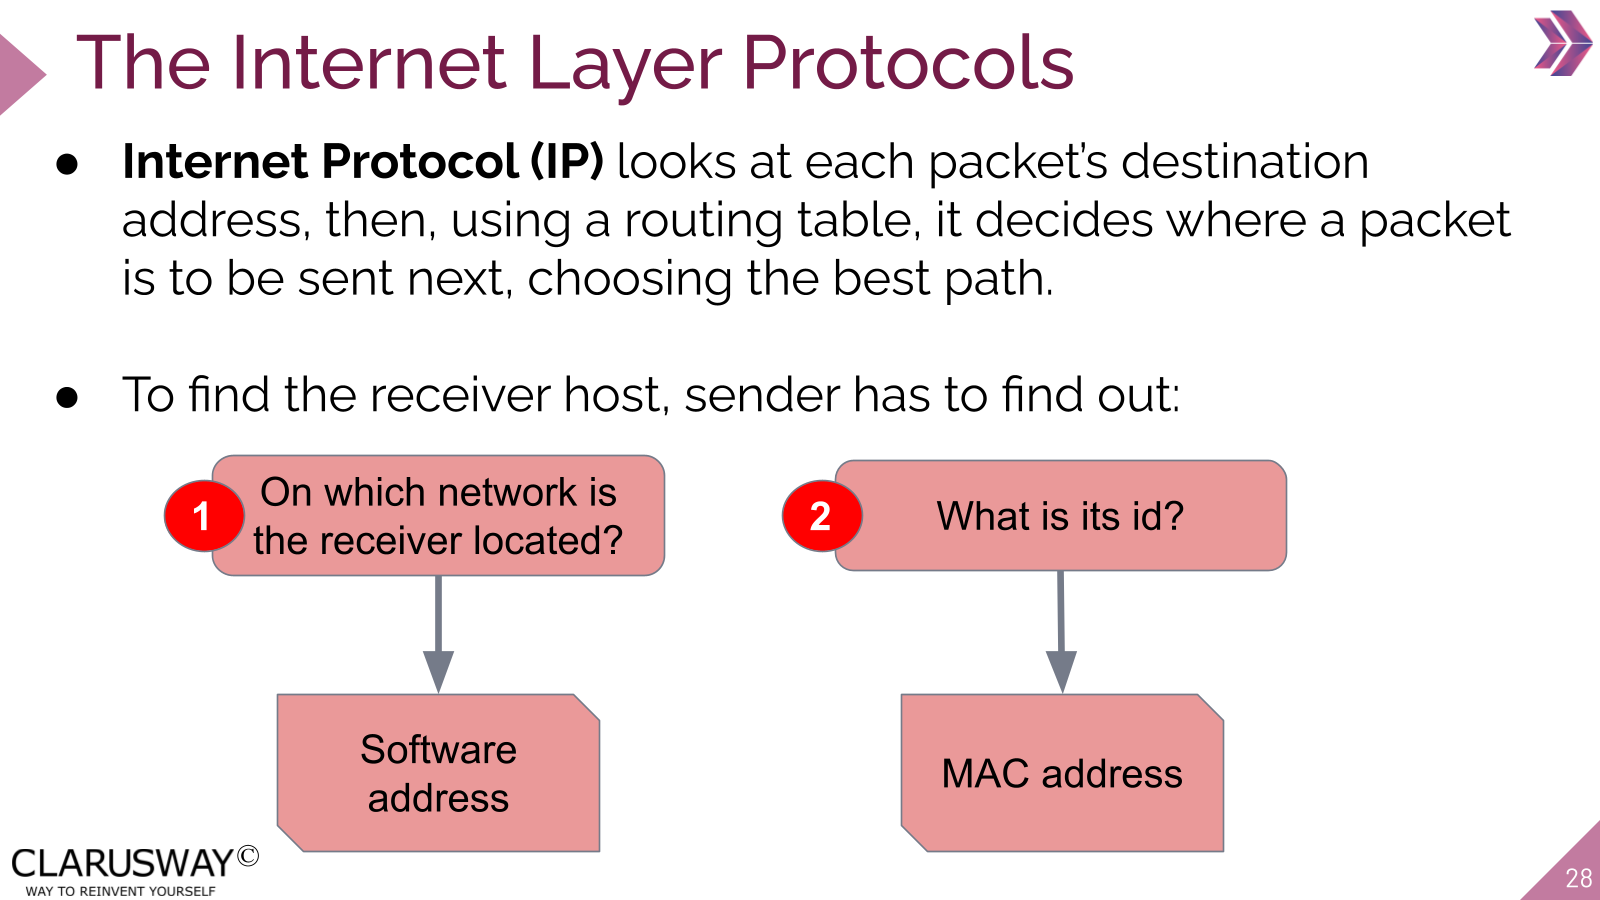 The Internet Layer Protocols
● Internet Protocol (IP) looks at each packet's destination
address, then, using a routing table, it decides where a packet
is to be sent next, choosing the best path.
● To find the receiver host, sender has to find out:
1
On which network is
the receiver located?
2
What is its id?
Software
address
MAC address
CLARUSWAY©
WAY TO REINVENT YOURSELF
28